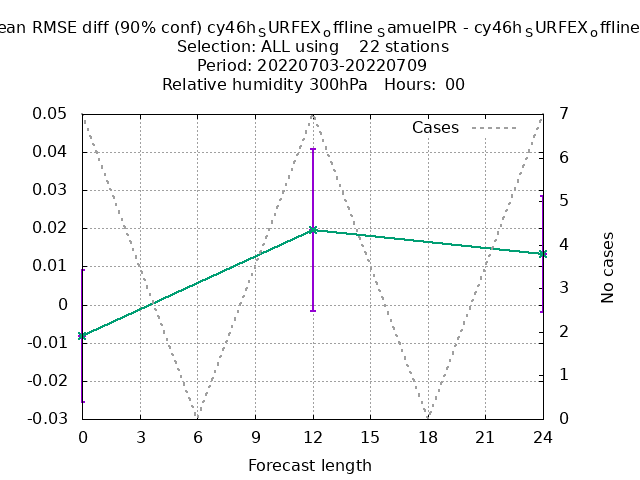 ean RMSE diff (90% conf) cy46h_SURFEX_offline_SamuelPR - cy46h_SURFEX_offline
Selection: ALL using 22 stations
Period: 20220703-20220709
Relative humidity 300hPa Hours: 00
Cases
0.05
0.04
0.03
0.02
0.01
0
-0.01
-0.02
-0.03
7
6
5
4
3
2
1
0
No cases
0 3 6 9 12 15 18 21 24
Forecast length